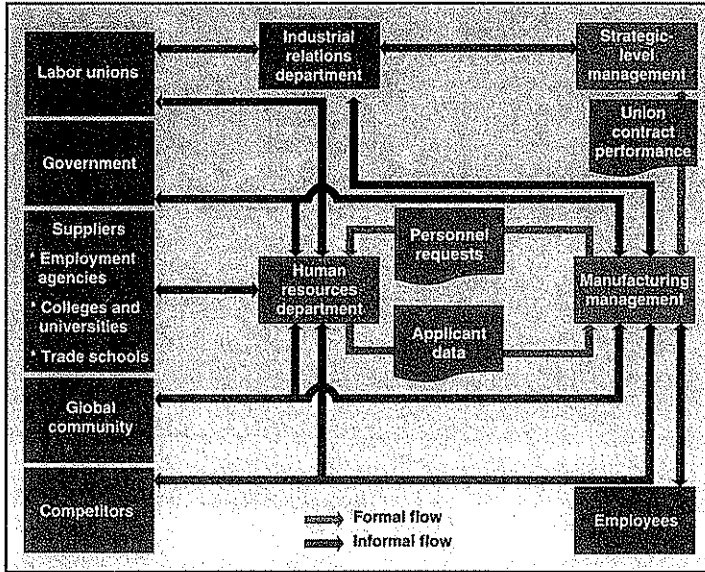 Labor unions
Government
Suppliers
* Employment
agencies
* Colleges and
universities
* Trade schools
Global
community
Competitors
Industrial
relations
department
Strategic-
level
management
Union
contract
performance
Personnel
requests
Human
resources
department
Manufacturing
management
Applicant
data
Employees
Formal flow
Informal flow